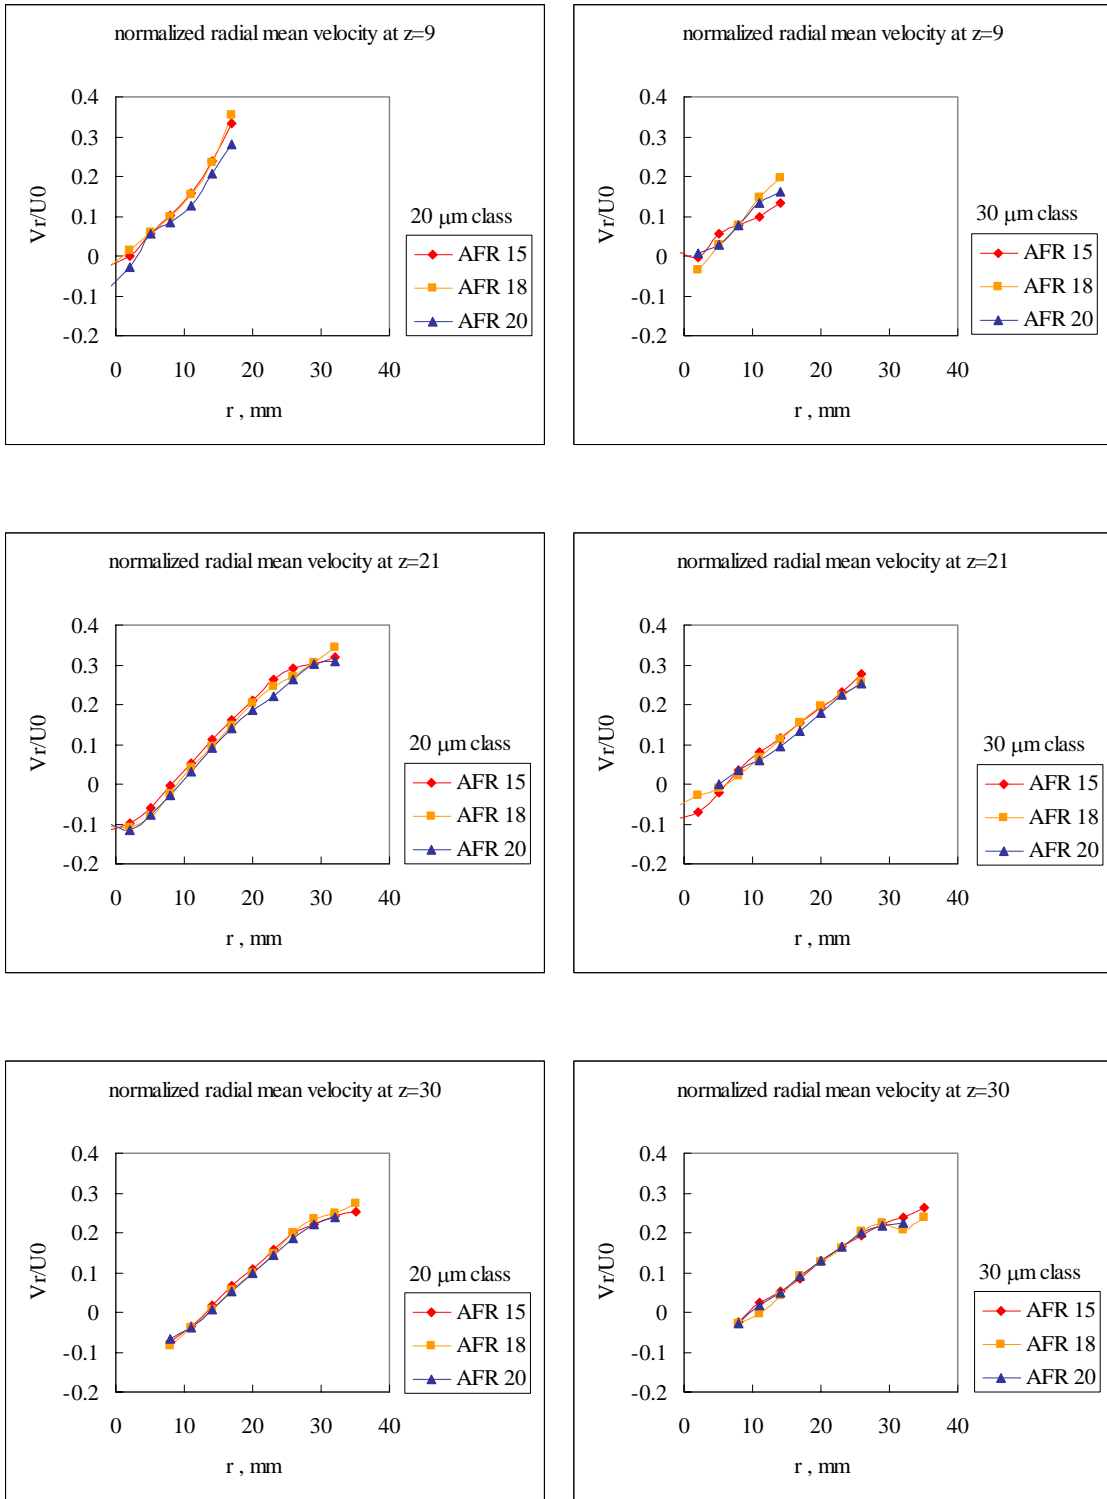 normalized radial mean velocity at z=9
0.4
0.3
0.2
0.1
0
-0.1
-0.2
Vr/U0
0 10 20 30 40
r , mm
20 μm class
AFR 15
AFR 18
AFR 20
normalized radial mean velocity at z=9
0.4
0.3
0.2
0.1
0
-0.1
-0.2
Vr/U0
0 10 20 30 40
r , mm
30 μm class
AFR 15
AFR 18
AFR 20
normalized radial mean velocity at z=21
0.4
0.3
0.2
0.1
0
-0.1
-0.2
Vr/U0
0 10 20 30 40
r , mm
20 μm class
AFR 15
AFR 18
AFR 20
normalized radial mean velocity at z=21
0.4
0.3
0.2
0.1
0
-0.1
-0.2
Vr/U0
0 10 20 30 40
r , mm
30 μm class
AFR 15
AFR 18
AFR 20
normalized radial mean velocity at z=30
0.4
0.3
0.2
0.1
0
-0.1
-0.2
Vr/U0
0 10 20 30 40
r , mm
20 μm class
AFR 15
AFR 18
AFR 20
normalized radial mean velocity at z=30
0.4
0.3
0.2
0.1
0
-0.1
-0.2
Vr/U0
0 10 20 30 40
r , mm
30 μm class
AFR 15
AFR 18
AFR 20